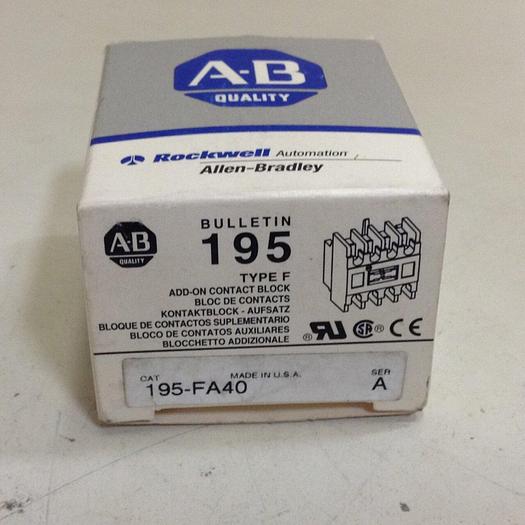 A-B
QUALITY
Rockwell Automation
Allen-Bradley
A-B
QUALITY
BULLETIN
195
TYPE F
ADD-ON CONTACT BLOCK
BLOC DE CONTACTS
KONTAKTBLOCK - AUFSATZ
BLOQUE DE CONTACTOS SUPLEMENTARIO
BLOCO DE CONTATOS AUXILIARES
BLOCCHETTO ADDIZIONALE
® SA ® CE
CAT MADE IN U.S.A. SER
195-FA40 A